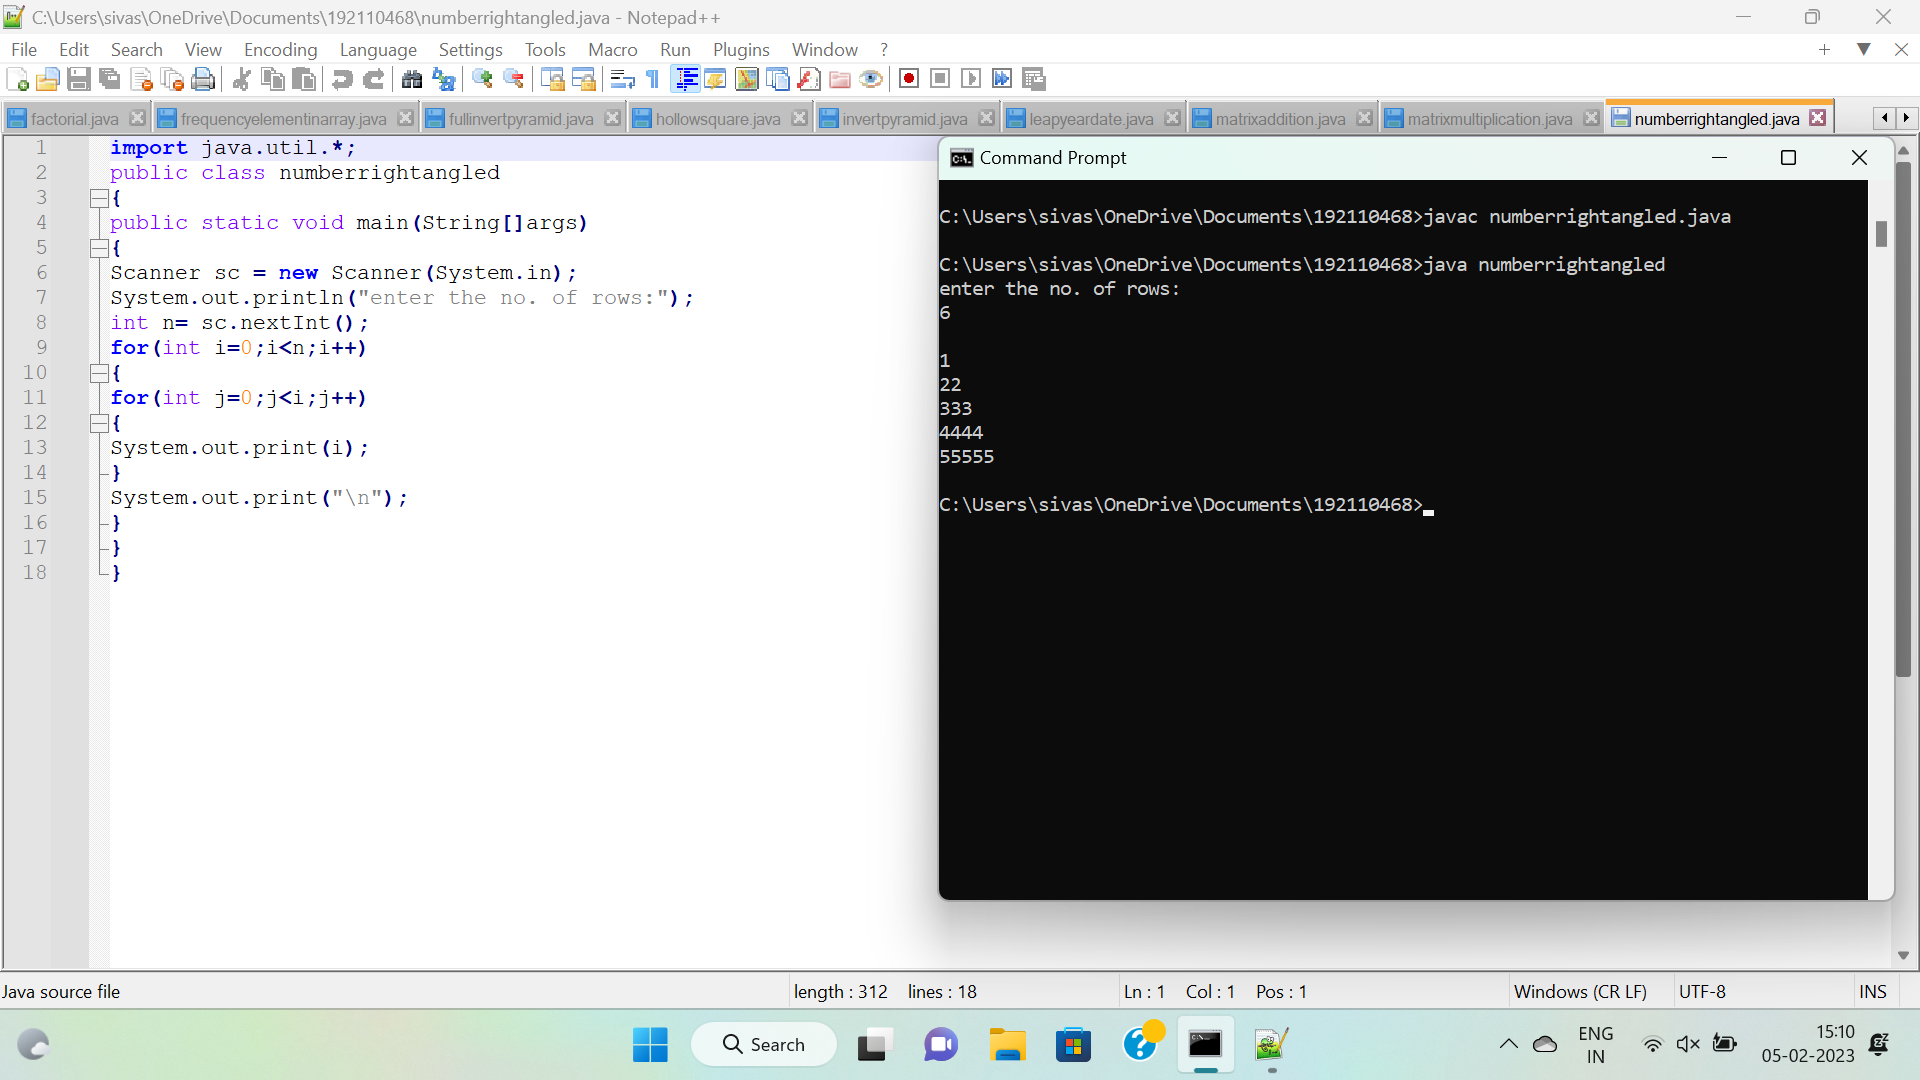 C:\Users\sivas\OneDrive\Documents\192110468\numberrightangled.java - Notepad++
File Edit Search View Encoding Language Settings Tools Macro Run Plugins Window ?
factorial.java frequencyelementinarray.java fullinvertpyramid.java hollowsquare.java invertpyramid.java leapyeardate.java matrixaddition.java matrixmultiplication.java numberrightangled.java
1 import java.util.*;
2 public class numberrightangled
3 {
4 public static void main(String[]args)
5 {
6 Scanner sc = new Scanner(System.in);
7 System.out.println("enter the no. of rows:");
8 int n= sc.nextInt();
9 for(int i=0;i<n;i++)
10 {
11 for(int j=0;j<i;j++)
12 {
13 System.out.print(i);
14 }
15 System.out.print("\n");
16 }
17 }
18 }
Command Prompt
C:\Users\sivas\OneDrive\Documents\192110468>javac numberrightangled.java
C:\Users\sivas\OneDrive\Documents\192110468>java numberrightangled
enter the no. of rows:
6
1
22
333
4444
55555
C:\Users\sivas\OneDrive\Documents\192110468>
Java source file length : 312 lines : 18 Ln : 1 Col : 1 Pos : 1 Windows (CR LF) UTF-8 INS
Search
ENG
IN
15:10
05-02-2023